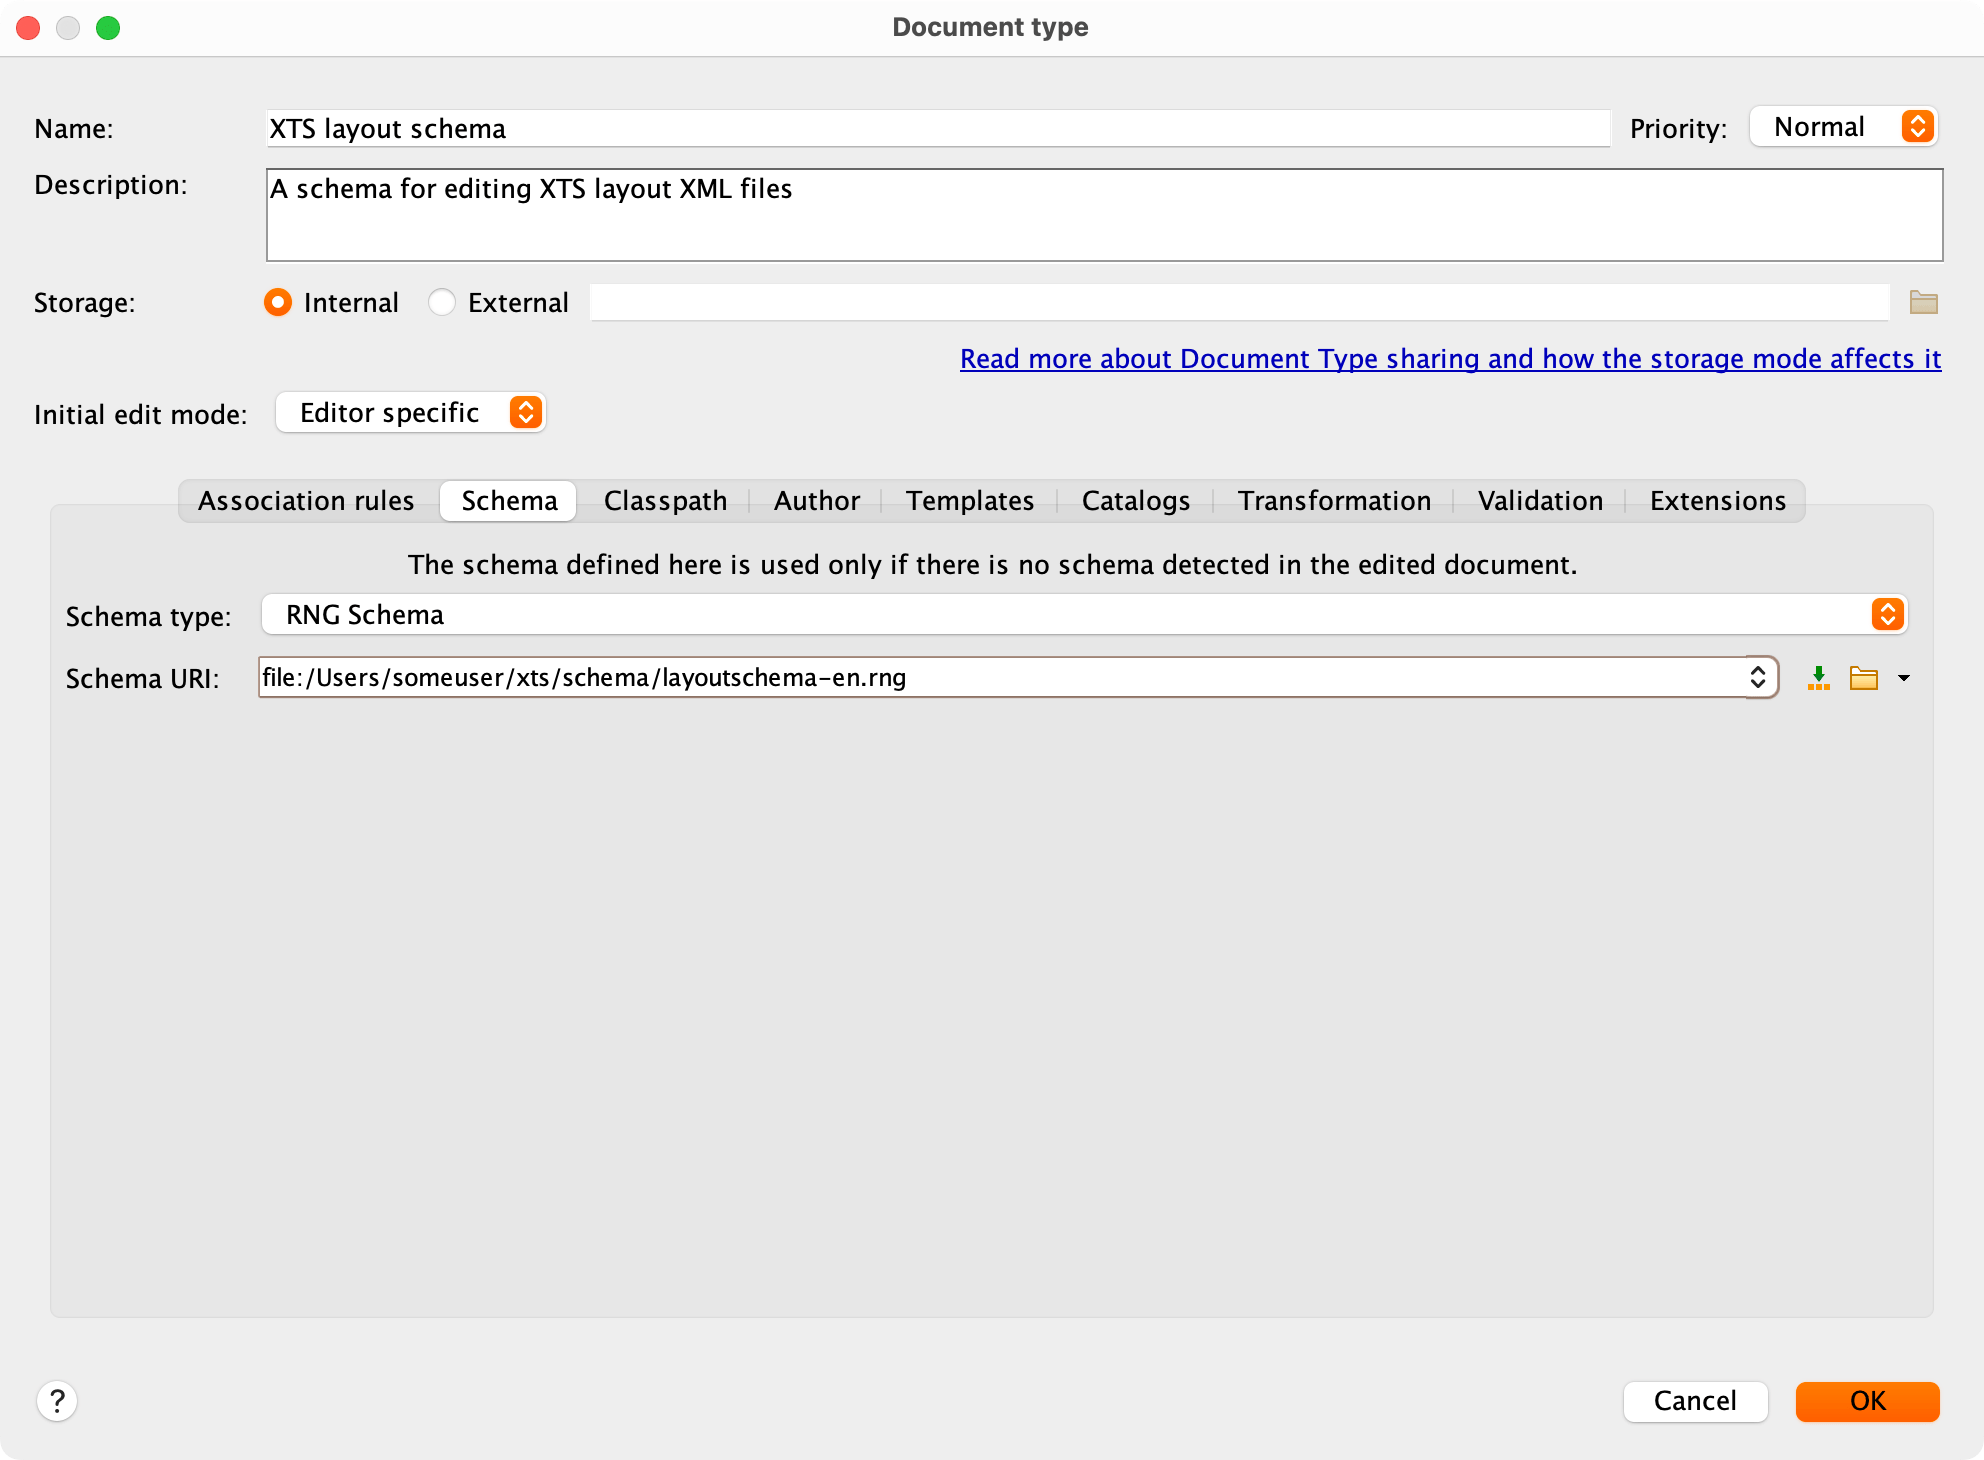 Document type
Name: XTS layout schema Priority: Normal
Description: A schema for editing XTS layout XML files
Storage: Internal External
Read more about Document Type sharing and how the storage mode affects it
Initial edit mode: Editor specific
Association rules Schema Classpath Author Templates Catalogs Transformation Validation Extensions
The schema defined here is used only if there is no schema detected in the edited document.
Schema type: RNG Schema
Schema URI: file:/Users/someuser/xts/schema/layoutschema-en.rng
? Cancel OK